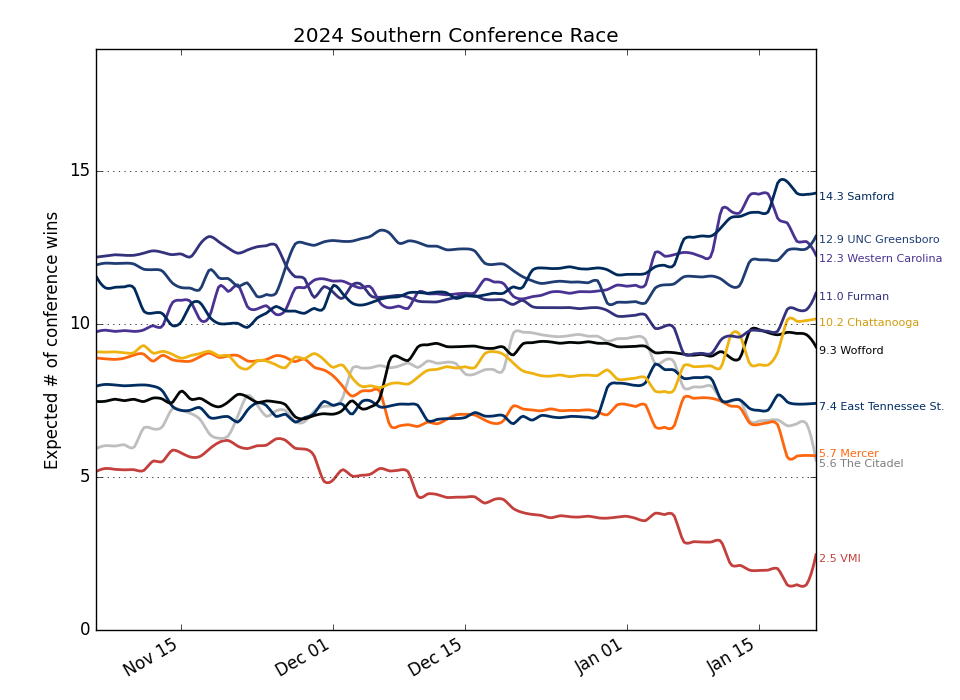 2024 Southern Conference Race
Expected # of conference wins
15
10
5
0
Nov 15
Dec 01
Dec 15
Jan 01
Jan 15
14.3 Samford
12.9 UNC Greensboro
12.3 Western Carolina
11.0 Furman
10.2 Chattanooga
9.3 Wofford
7.4 East Tennessee St.
5.7 Mercer
5.6 The Citadel
2.5 VMI